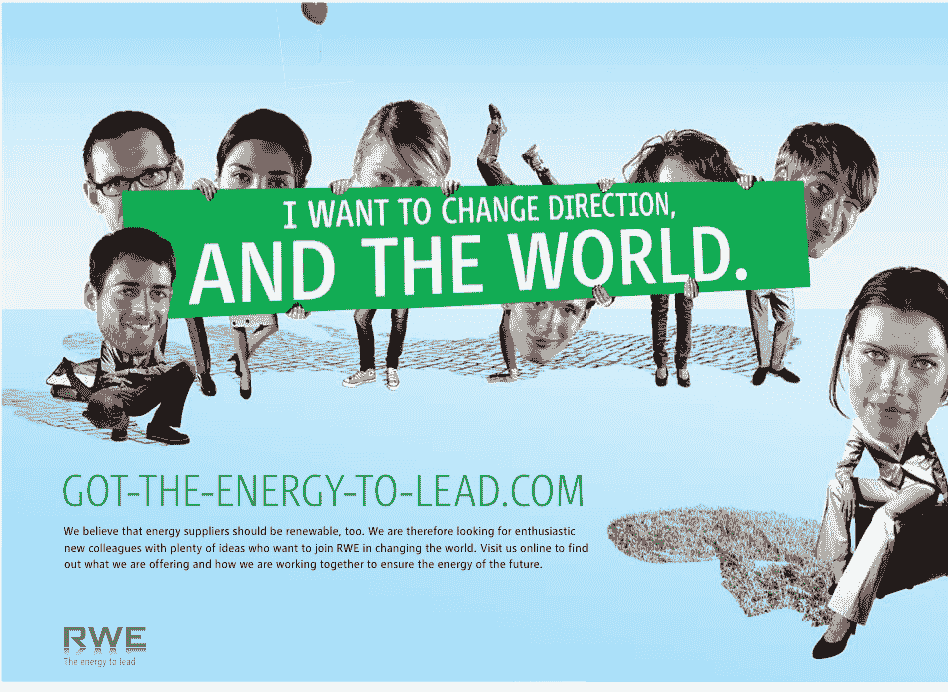 I WANT TO CHANGE DIRECTION,
AND THE WORLD.
GOT-THE-ENERGY-TO-LEAD.COM
We believe that energy suppliers should be renewable, too. We are therefore looking for enthusiastic
new colleagues with plenty of ideas who want to join RWE in changing the world. Visit us online to find
out what we are offering and how we are working together to ensure the energy of the future.
RWE
The energy to lead